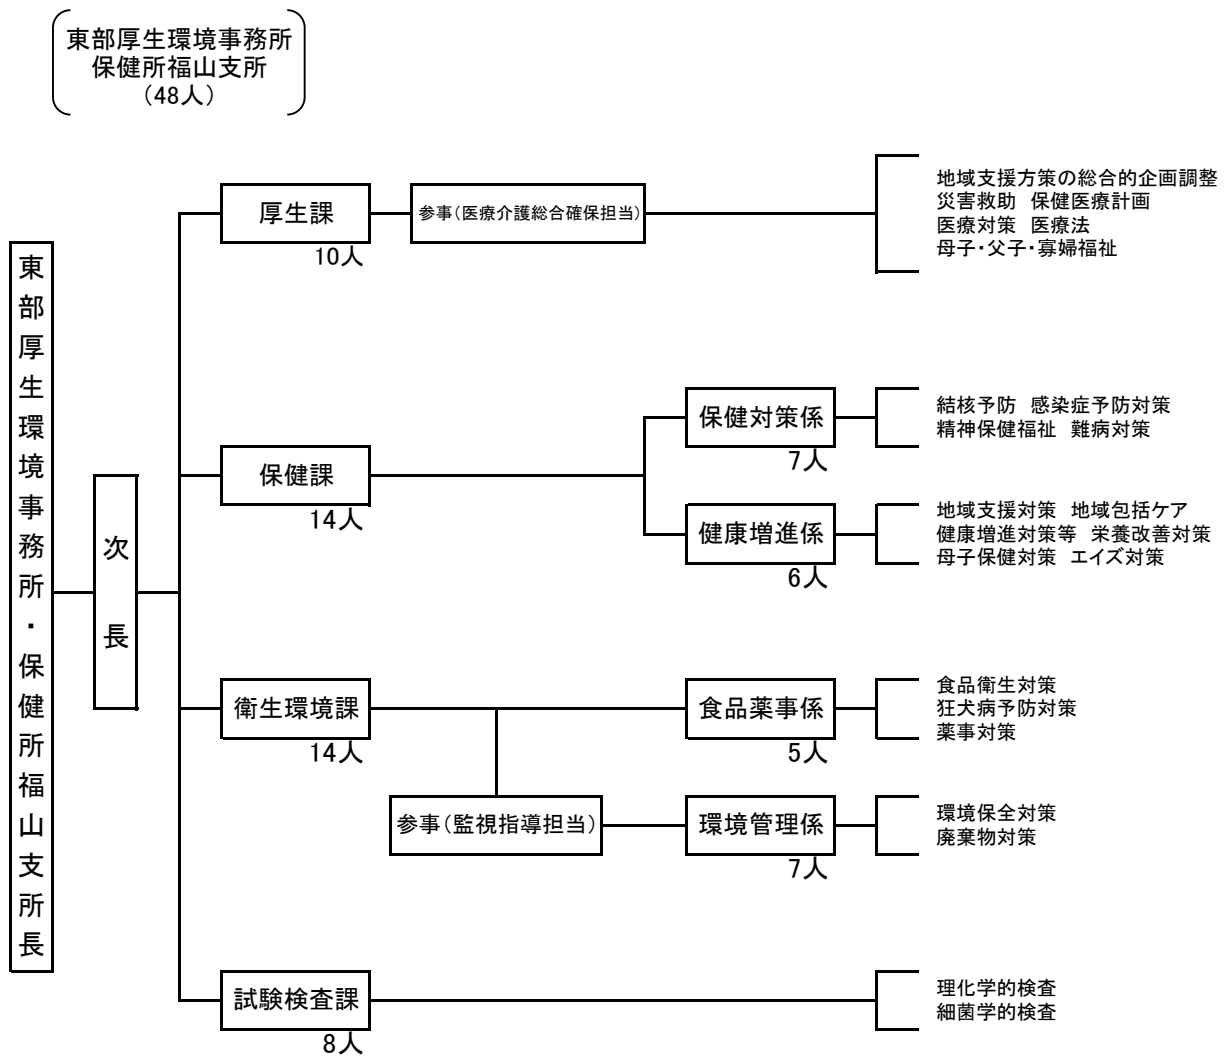 東部厚生環境事務所
保健所福山支所
（48人）
東部厚生環境事務所・保健所福山支所長
次長
厚生課
10人
参事（医療介護総合確保担当）
地域支援方策の総合的企画調整
災害救助　保健医療計画
医療対策　医療法
母子・父子・寡婦福祉
保健課
14人
保健対策係
7人
結核予防　感染症予防対策
精神保健福祉　難病対策
健康増進係
6人
地域支援対策　地域包括ケア
健康増進対策等　栄養改善対策
母子保健対策　エイズ対策
衛生環境課
14人
食品薬事係
5人
食品衛生対策
狂犬病予防対策
薬事対策
参事（監視指導担当）
環境管理係
7人
環境保全対策
廃棄物対策
試験検査課
8人
理化学的検査
細菌学的検査